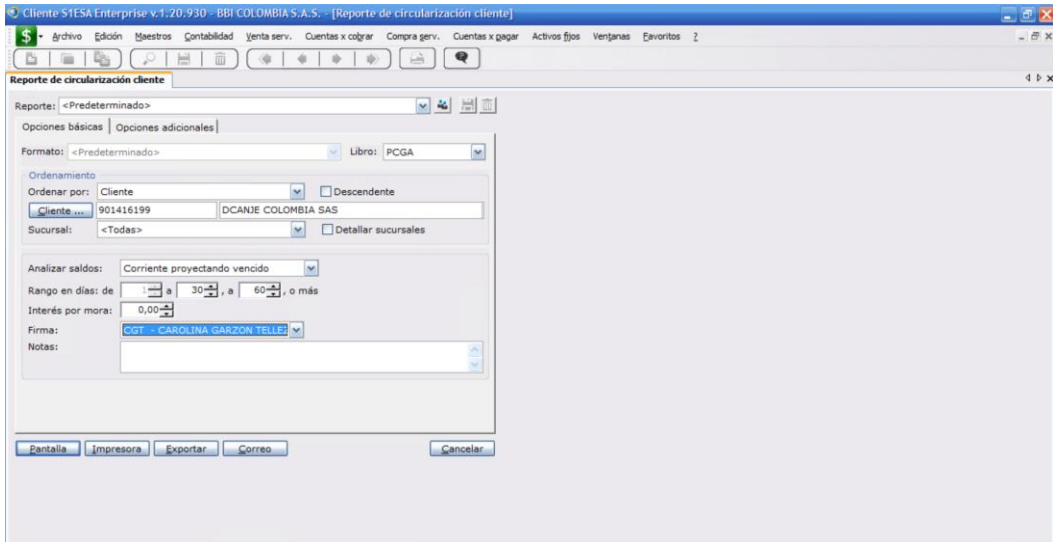 Cliente S1ESA Enterprise v.1.20.930 - BBI COLOMBIA S.A.S. - [Reporte de circularización cliente]
$ Archivo Edición Maestros Contabilidad Venta serv. Cuentas x cobrar Compra serv. Cuentas x pagar Activos fijos Ventanas Favoritos ?
Reporte de circularización cliente
Reporte: <Predeterminado>
Opciones básicas Opciones adicionales
Formato: <Predeterminado> Libro: PCGA
Ordenamiento
Ordenar por: Cliente Descendente
Cliente ... 901416199 DCANJE COLOMBIA SAS
Sucursal: <Todas> Detallar sucursales
Analizar saldos: Corriente proyectando vencido
Rango en días: de 1 a 30 , a 60 , o más
Interés por mora: 0,00
Firma: CGT - CAROLINA GARZON TELLEZ
Notas:
Pantalla Impresora Exportar Correo Cancelar